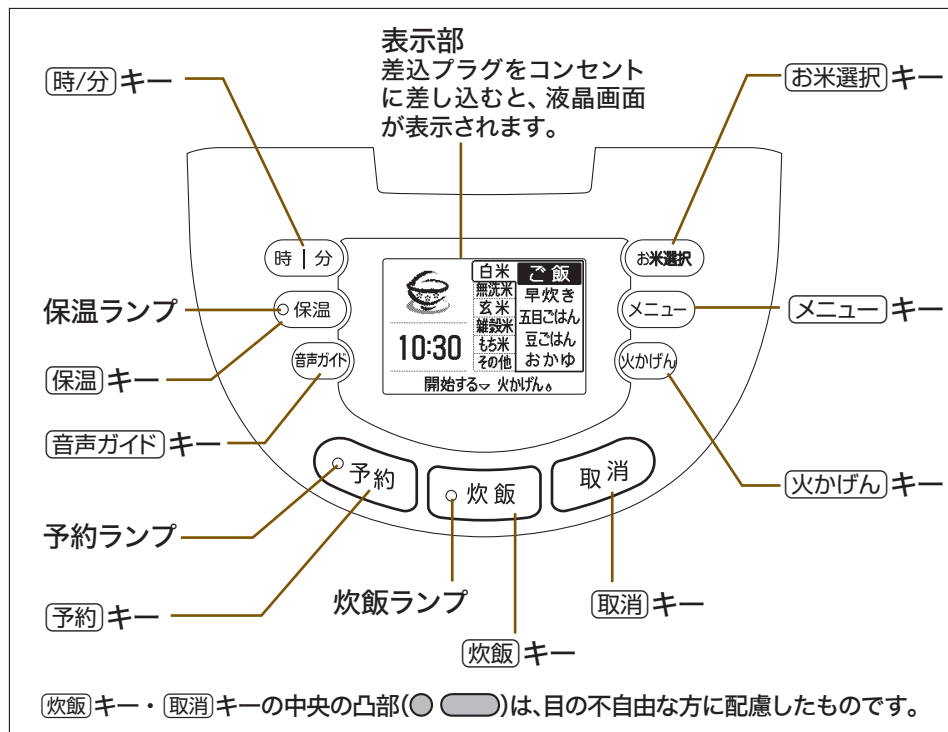 表示部
差込プラグをコンセント
に差し込むと、液晶画面
が表示されます。
時/分 キー
お米選択 キー
時 | 分
お米選択
白米 ご飯
無洗米 早炊き
玄米 五目ごはん
雑穀米 豆ごはん
もち米 おかゆ
その他
10:30
開始する 火かげん
保温ランプ
保温
メニュー
メニュー キー
保温 キー
音声ガイド
火かげん
音声ガイド キー
予約
炊飯
取消
火かげん キー
予約ランプ
予約 キー
炊飯ランプ
取消 キー
炊飯 キー
炊飯 キー・取消 キーの中央の凸部( )は、目の不自由な方に配慮したものです。